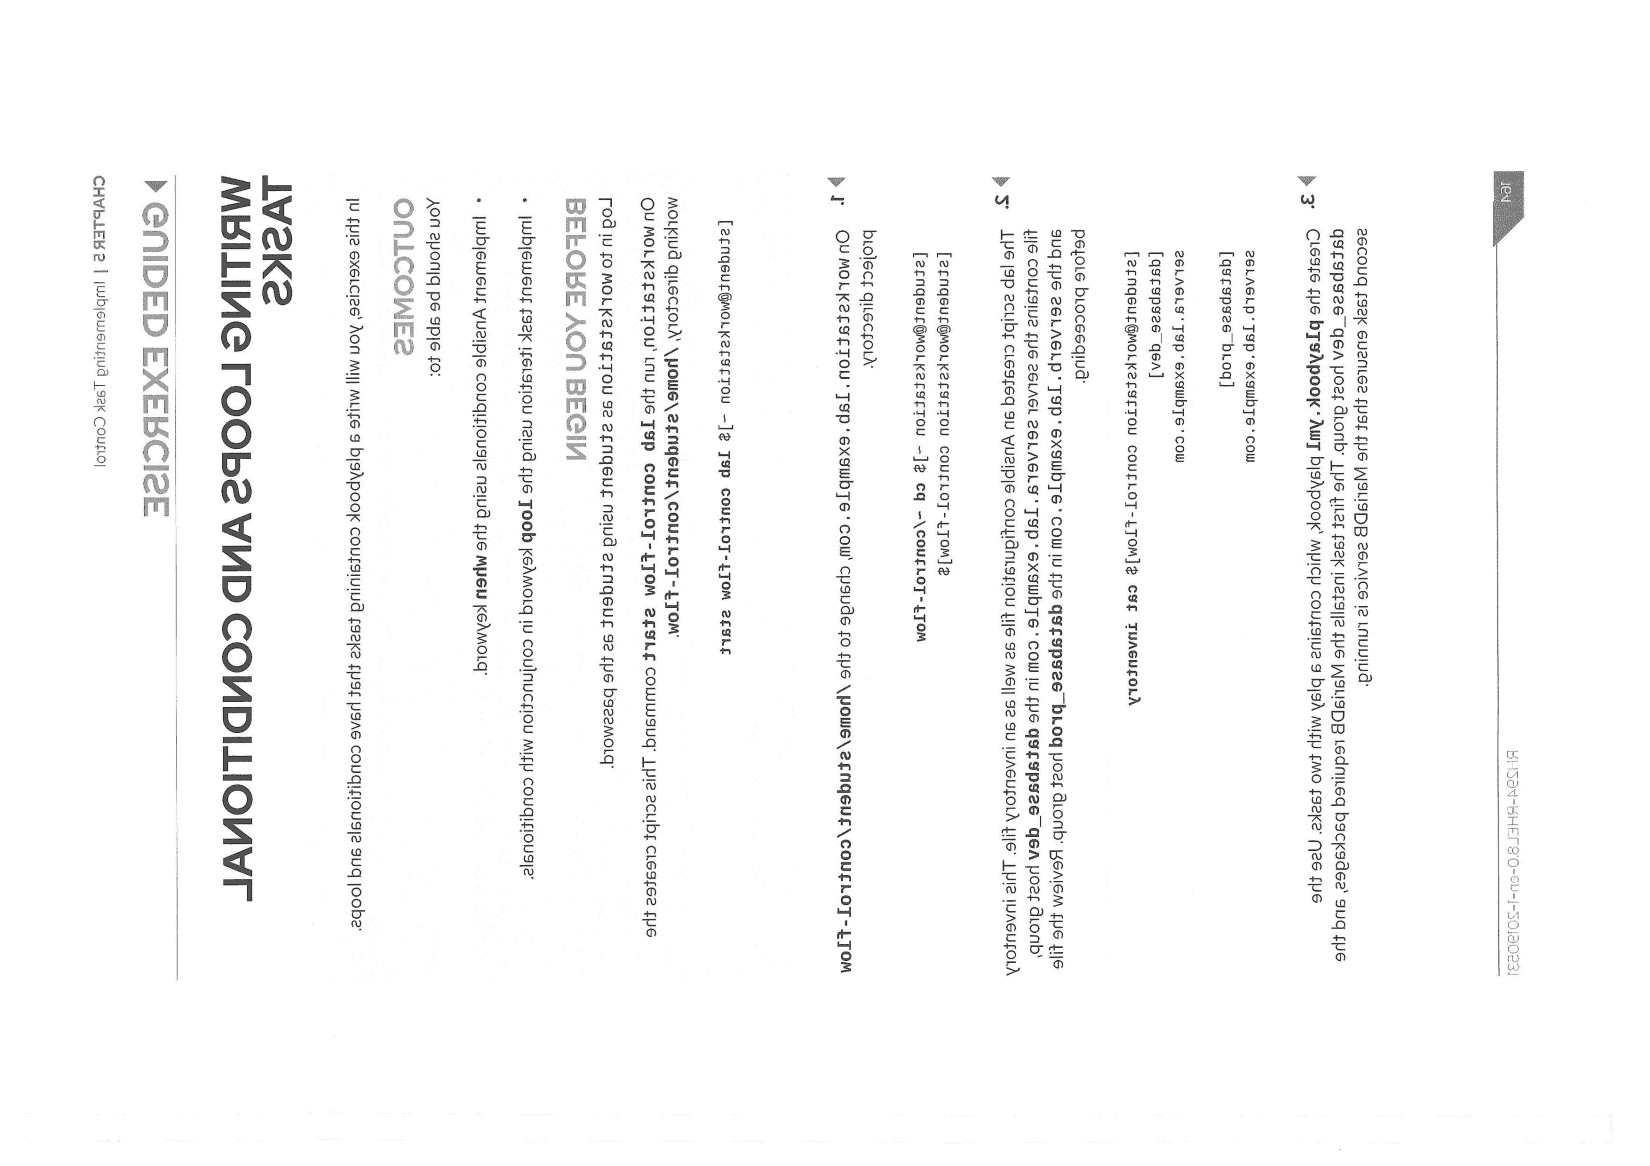 CHAPTER 5 | Implementing Task Control
GUIDED EXERCISE
WRITING LOOPS AND CONDITIONAL
TASKS
In this exercise, you will write a playbook containing tasks that have conditionals and loops.
OUTCOMES
You should be able to:
• Implement Ansible conditionals using the when keyword.
• Implement task iteration using the loop keyword in conjunction with conditionals.
BEFORE YOU BEGIN
Log in to workstation as student using student as the password.
On workstation, run the lab control-flow start command. This script creates the
working directory, /home/student/control-flow.
[student@workstation ~]$ lab control-flow start
1. On workstation.lab.example.com, change to the /home/student/control-flow
project directory.
[student@workstation ~]$ cd ~/control-flow
[student@workstation control-flow]$
2. The lab script created an Ansible configuration file as well as an inventory file. This inventory
file contains the server servera.lab.example.com in the database_dev host group,
and the serverb.lab.example.com in the database_prod host group. Review the file
before proceeding.
[student@workstation control-flow]$ cat inventory
[database_dev]
servera.lab.example.com
[database_prod]
serverb.lab.example.com
3. Create the playbook.yml playbook, which contains a play with two tasks. Use the
database_dev host group. The first task installs the MariaDB required packages, and the
second task ensures that the MariaDB service is running.
164
RH294-RHEL8.0-en-1-20190531